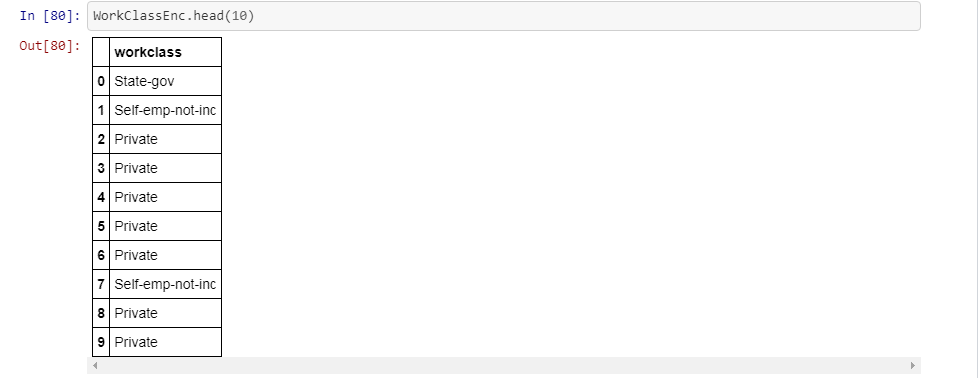 In [80]: WorkClassEnc.head(10)
Out[80]:
workclass
0 State-gov
1 Self-emp-not-inc
2 Private
3 Private
4 Private
5 Private
6 Private
7 Self-emp-not-inc
8 Private
9 Private